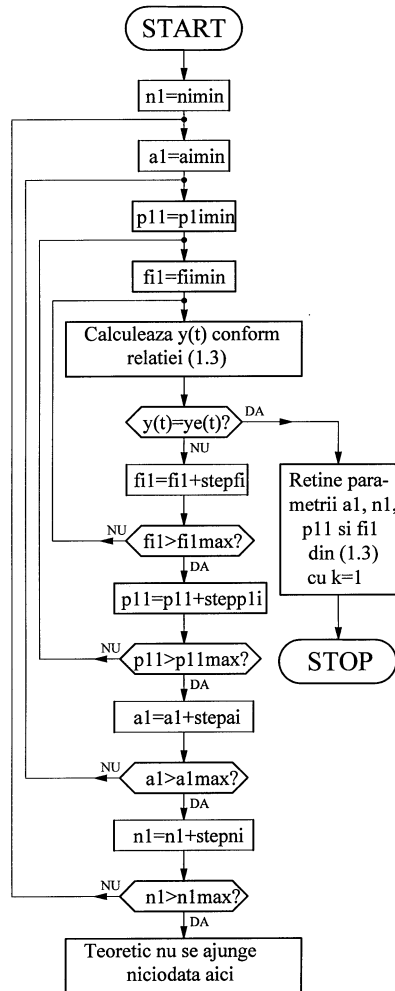 START
n1=nimin
a1=aimin
p11=p1imin
fi1=fiimin
Calculeaza y(t) conform
relatiei (1.3)
y(t)=ye(t)?
DA
NU
fi1=fi1+stepfi
Retine para-
metrii a1, n1,
p11 si fi1
din (1.3)
cu k=1
STOP
NU
fi1>fi1max?
DA
p11=p11+stepp1i
NU
p11>p11max?
DA
a1=a1+stepai
NU
a1>a1max?
DA
n1=n1+stepni
NU
n1>n1max?
DA
Teoretic nu se ajunge
niciodata aici